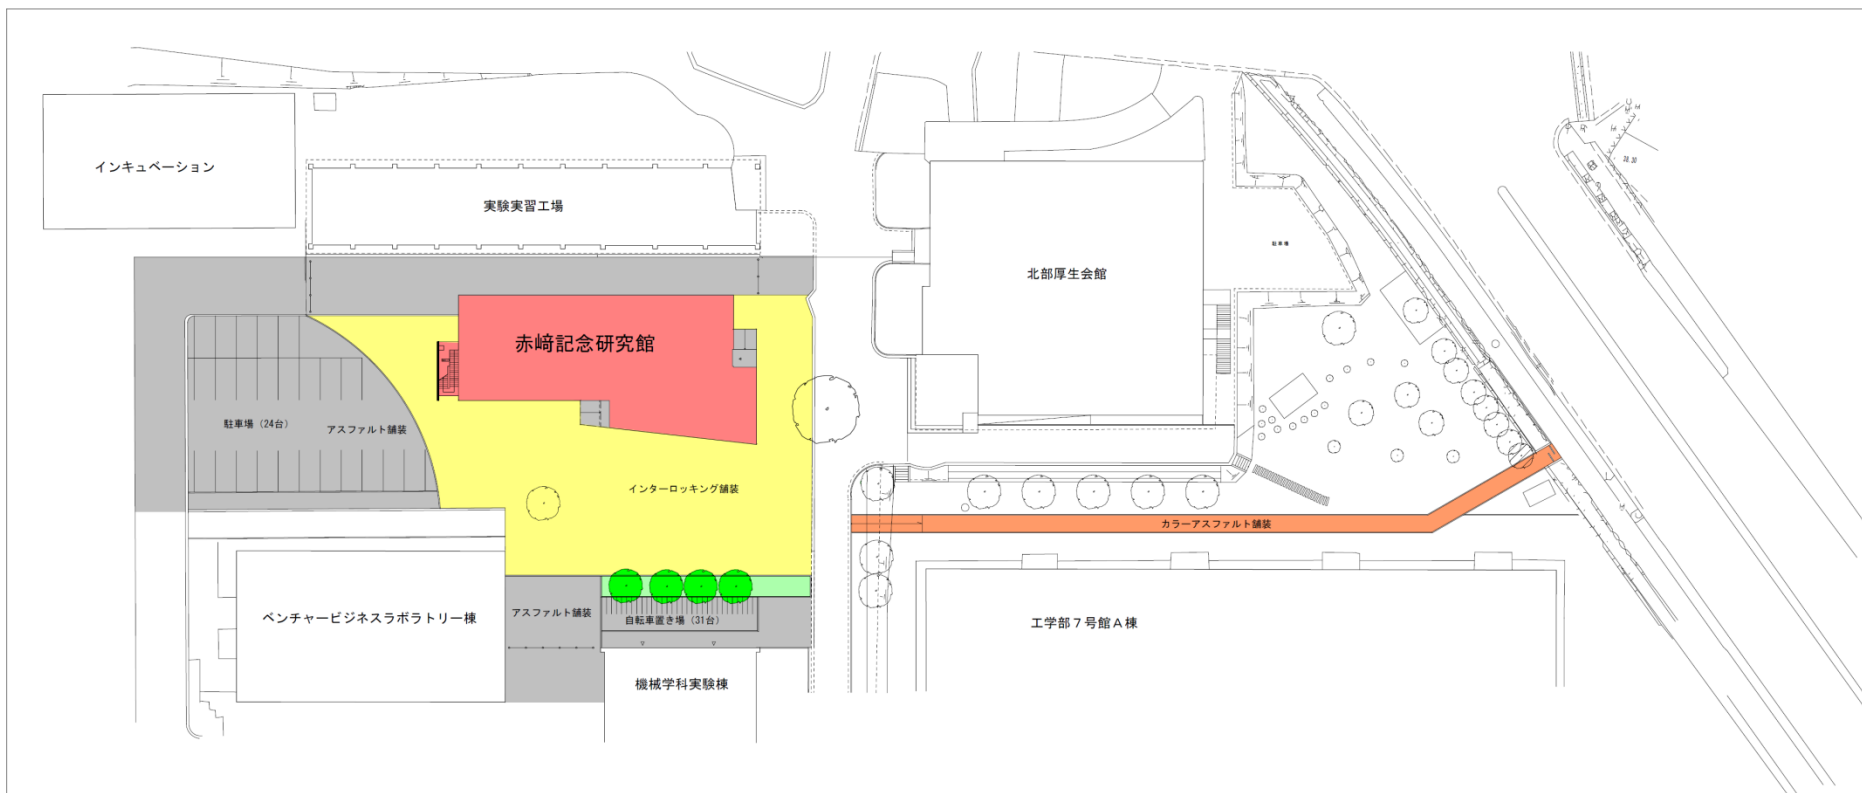 インキュベーション
実験実習工場
北部厚生会館
駐車場
赤﨑記念研究館
駐車場(24台)
アスファルト舗装
インターロッキング舗装
カラーアスファルト舗装
ベンチャービジネスラボラトリー棟
アスファルト舗装
自転車置き場(31台)
工学部7号館A棟
機械学科実験棟